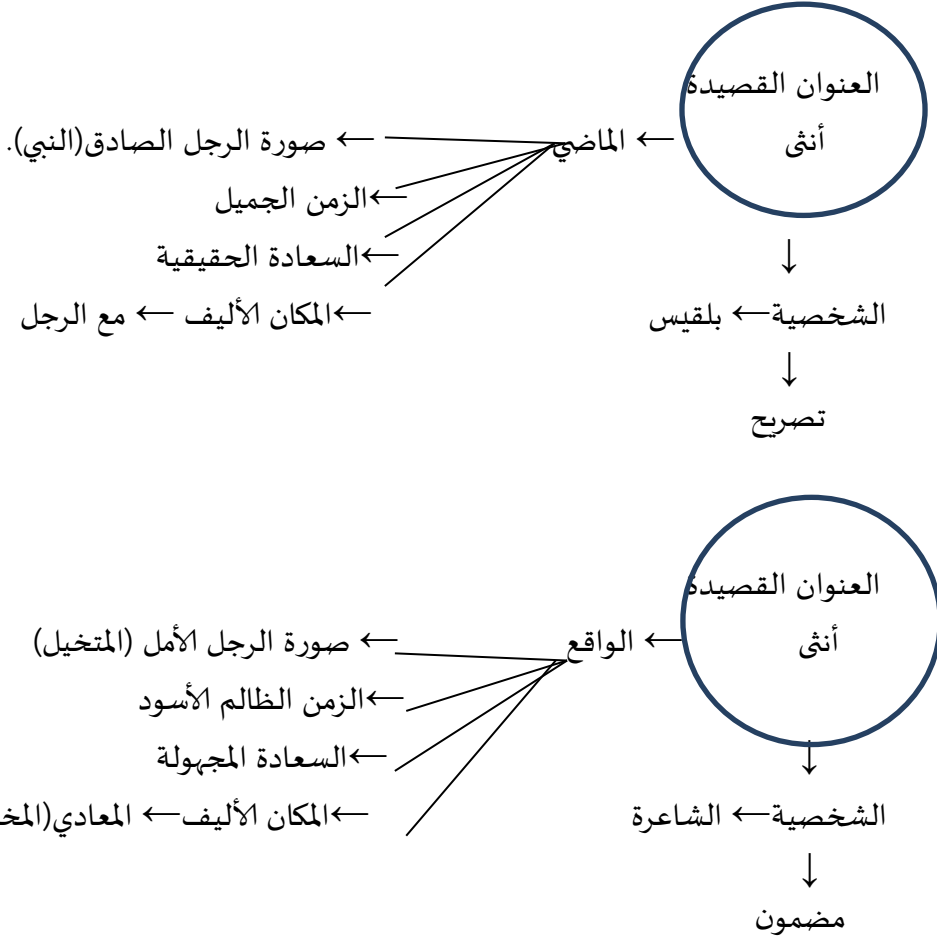 العنوان القصيدة
أنثى ← الماضي ← صورة الرجل الصادق(النبي).
←الزمن الجميل
↓ ←السعادة الحقيقية
الشخصية← بلقيس ←المكان الأليف ← مع الرجل
↓
تصريح
العنوان القصيدة
أنثى ← الواقع ← صورة الرجل الأمل (المتخيل)
←الزمن الظالم الأسود
↓ ←السعادة المجهولة
الشخصية← الشاعرة ←المكان الأليف← المعادي(
↓
مضمون